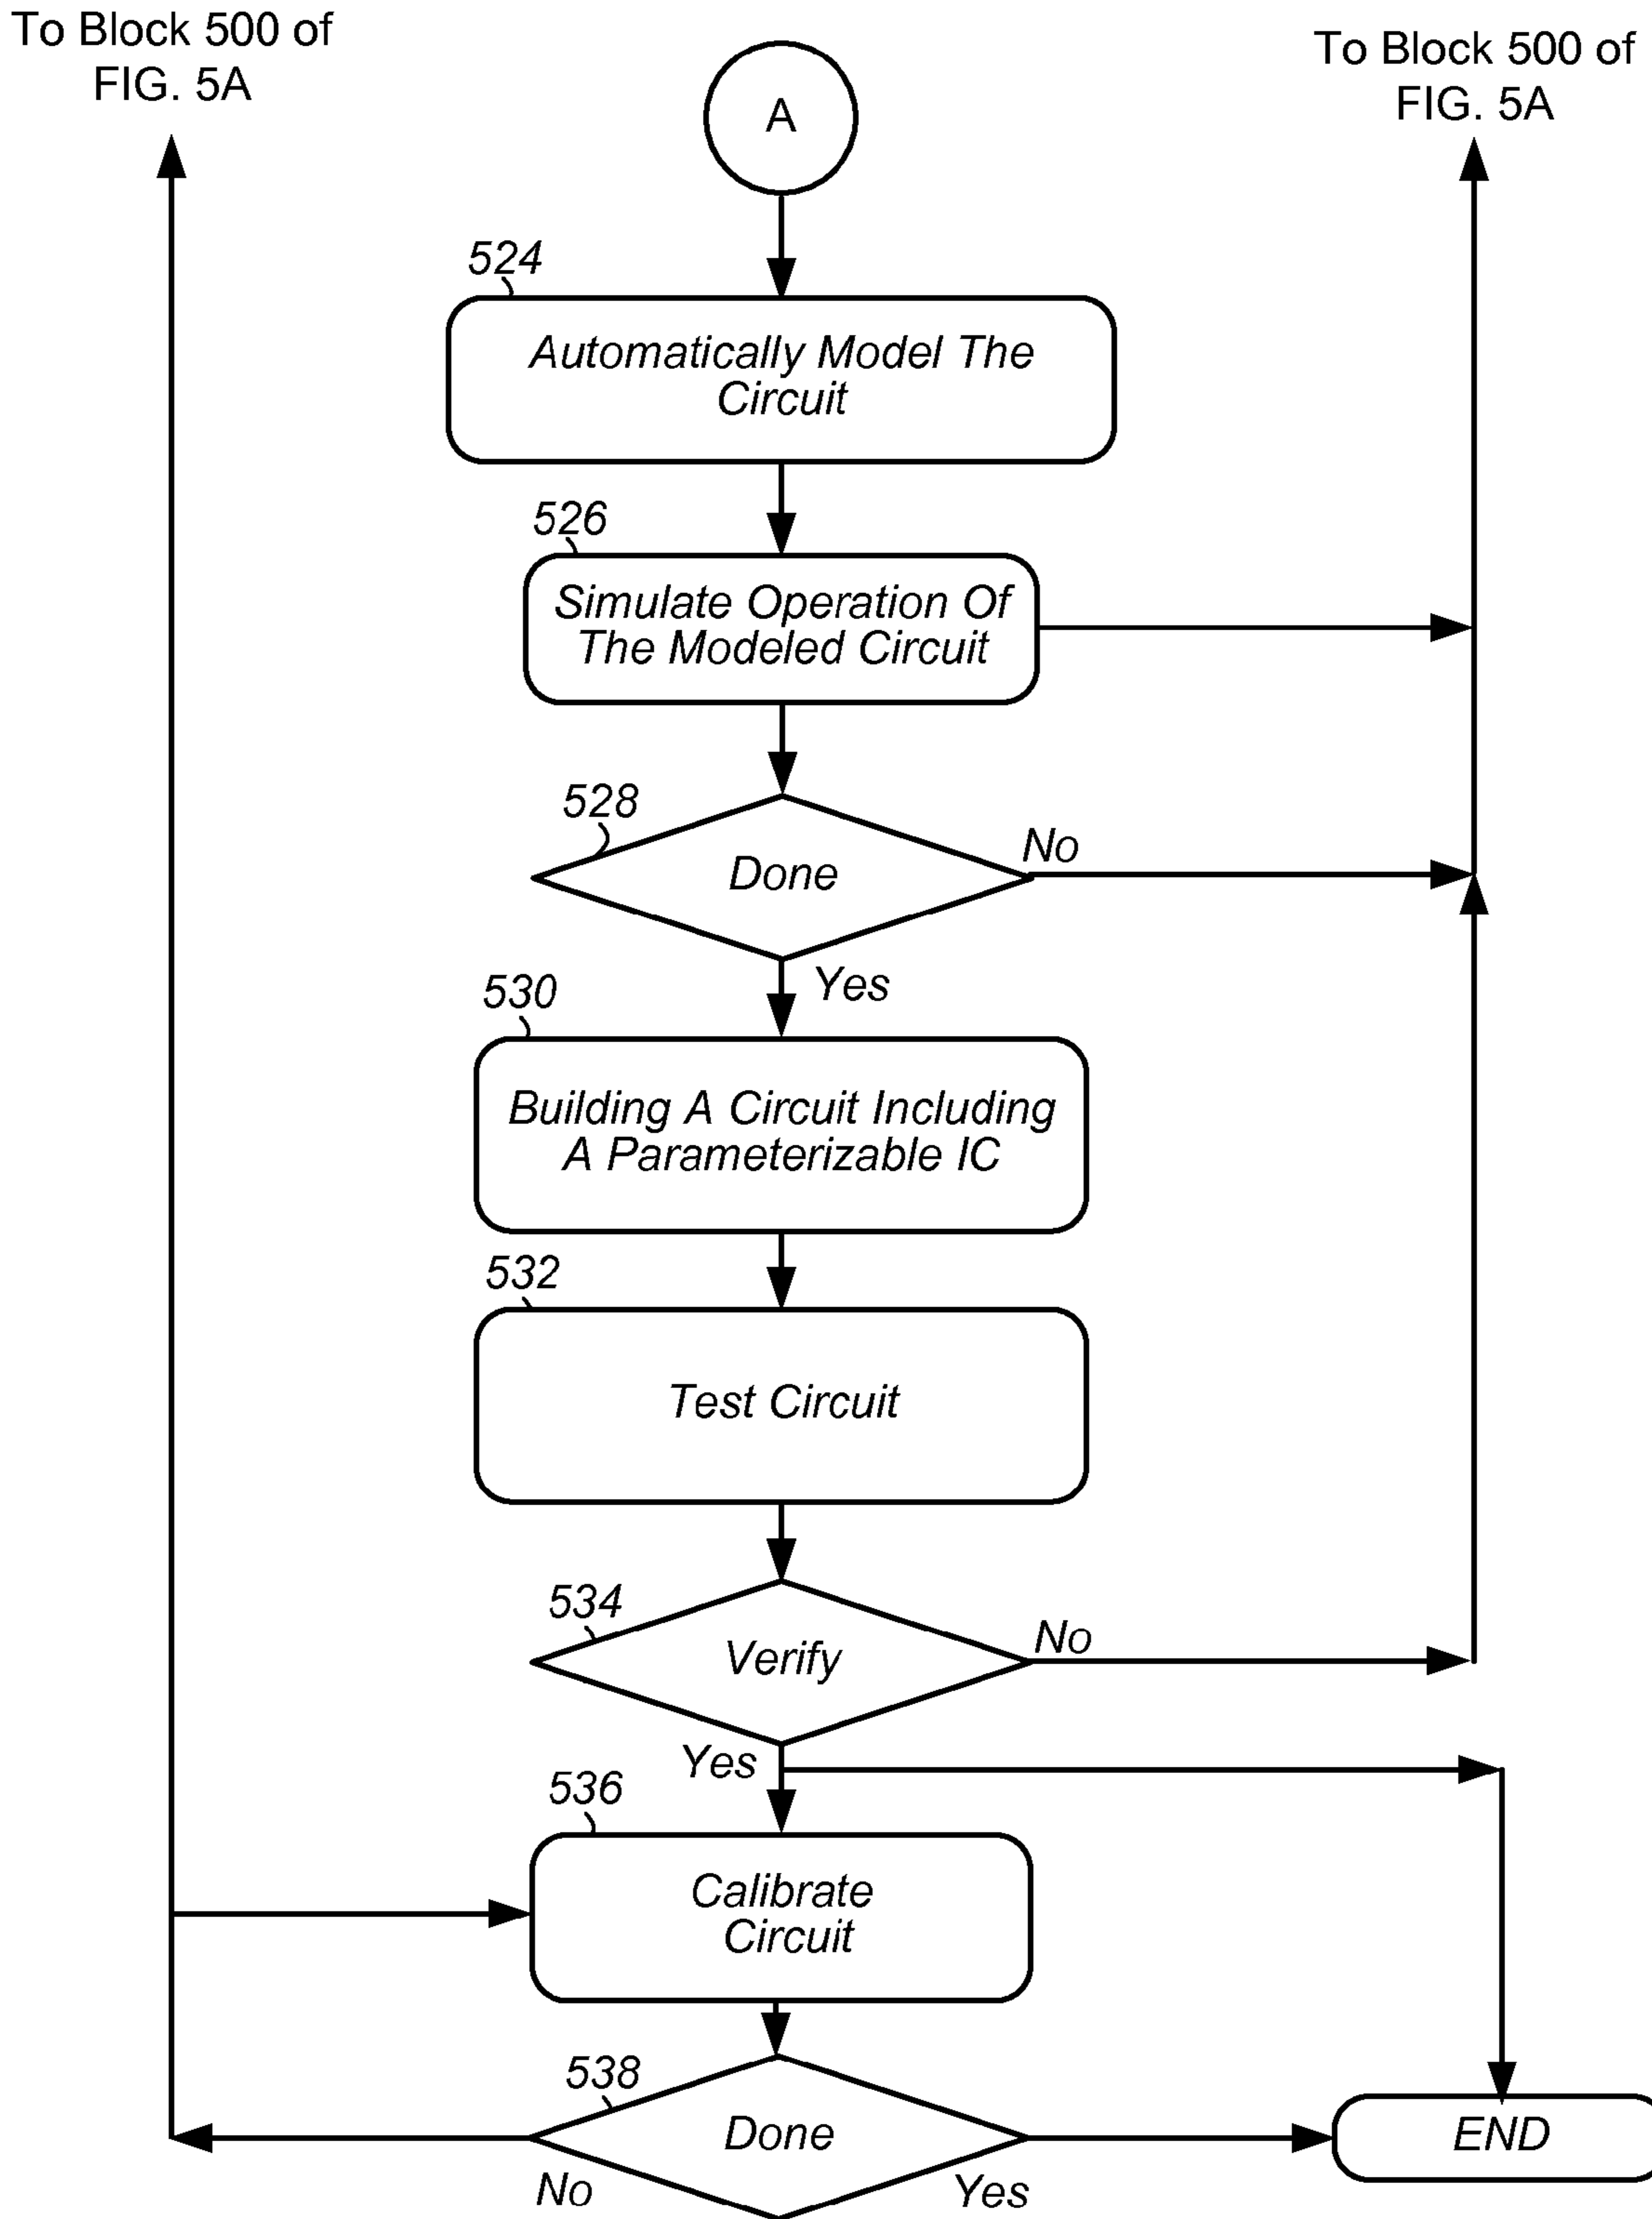 To Block 500 of
FIG. 5A
To Block 500 of
FIG. 5A
A
524
Automatically Model The
Circuit
526
Simulate Operation Of
The Modeled Circuit
528
Done
No
Yes
530
Building A Circuit Including
A Parameterizable IC
532
Test Circuit
534
Verify
No
Yes
536
Calibrate
Circuit
538
Done
No
Yes
END